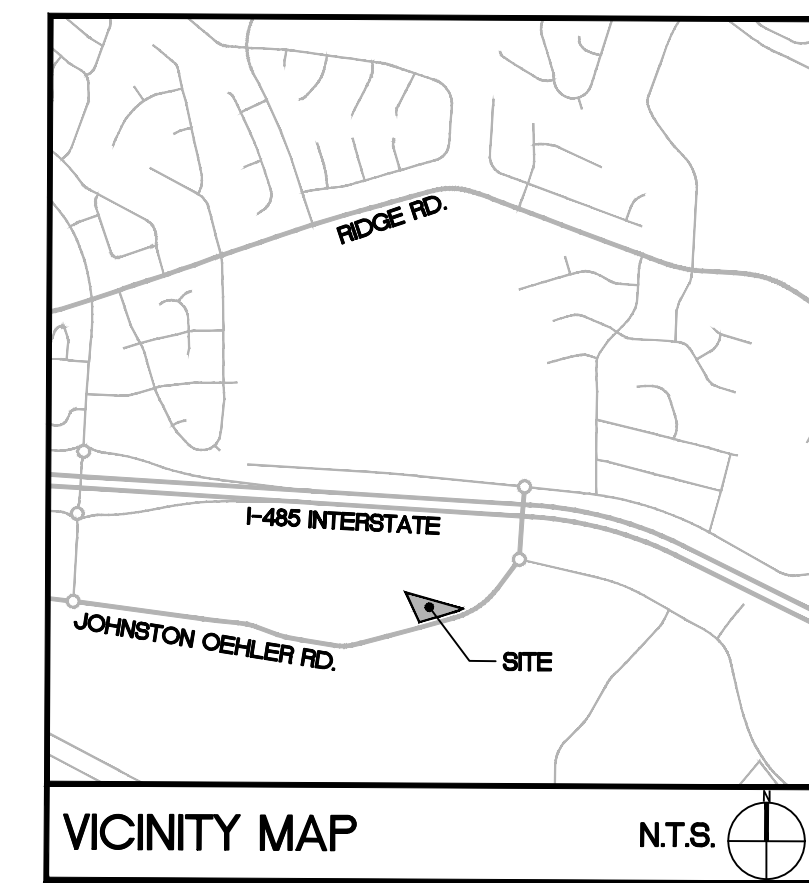 RIDGE RD.
I-485 INTERSTATE
JOHNSTON OEHLER RD.
SITE
N
VICINITY MAP
N.T.S.